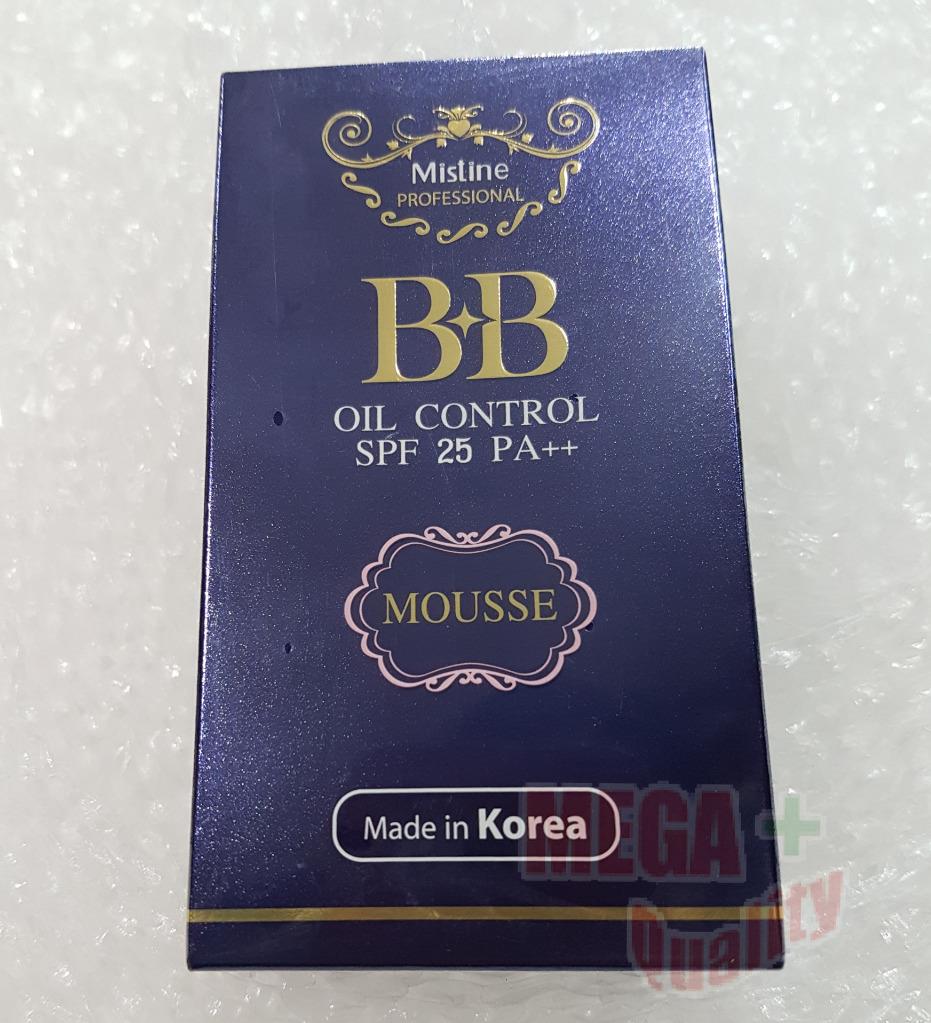 Mistine
PROFESSIONAL
BB
OIL CONTROL
SPF 25 PA++
MOUSSE
Made in Korea
MEGA +
Quality